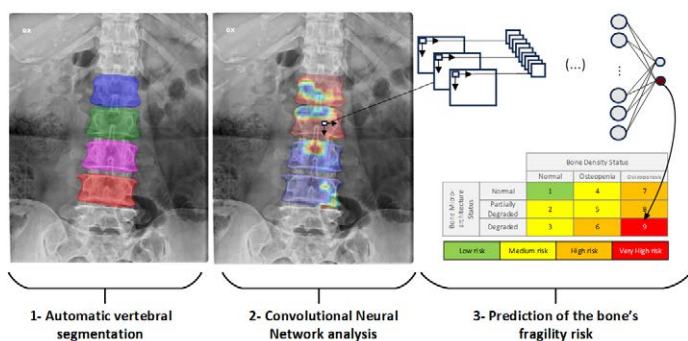 (...)
Bone Density Status
Normal Osteopenia Osteoporosis
Bone Micro-
architecture
Status
Normal 1 4 7
Partially
Degraded 2 5 8
Degraded 3 6 9
Low risk Medium risk High risk Very High risk
1- Automatic vertebral
segmentation
2- Convolutional Neural
Network analysis
3- Prediction of the bone's
fragility risk